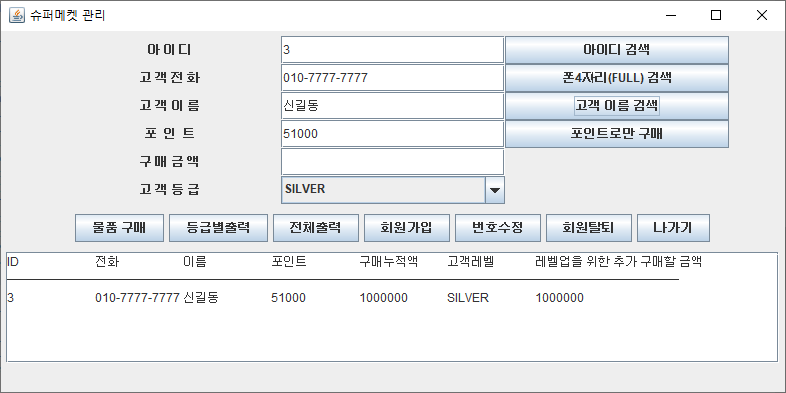 슈퍼메켓 관리
아 이 디 3 아이디 검색
고 객 전 화 010-7777-7777 폰4자리(FULL) 검색
고 객 이 름 신길동 고객 이름 검색
포 인 트 51000 포인트로만 구매
구 매 금 액
고 객 등 급 SILVER
물품 구매 등급별출력 전체출력 회원가입 번호수정 회원탈퇴 나가기
ID 전화 이름 포인트 구매누적액 고객레벨 레벨업을 위한 추가 구매할 금액
3 010-7777-7777 신길동 51000 1000000 SILVER 1000000